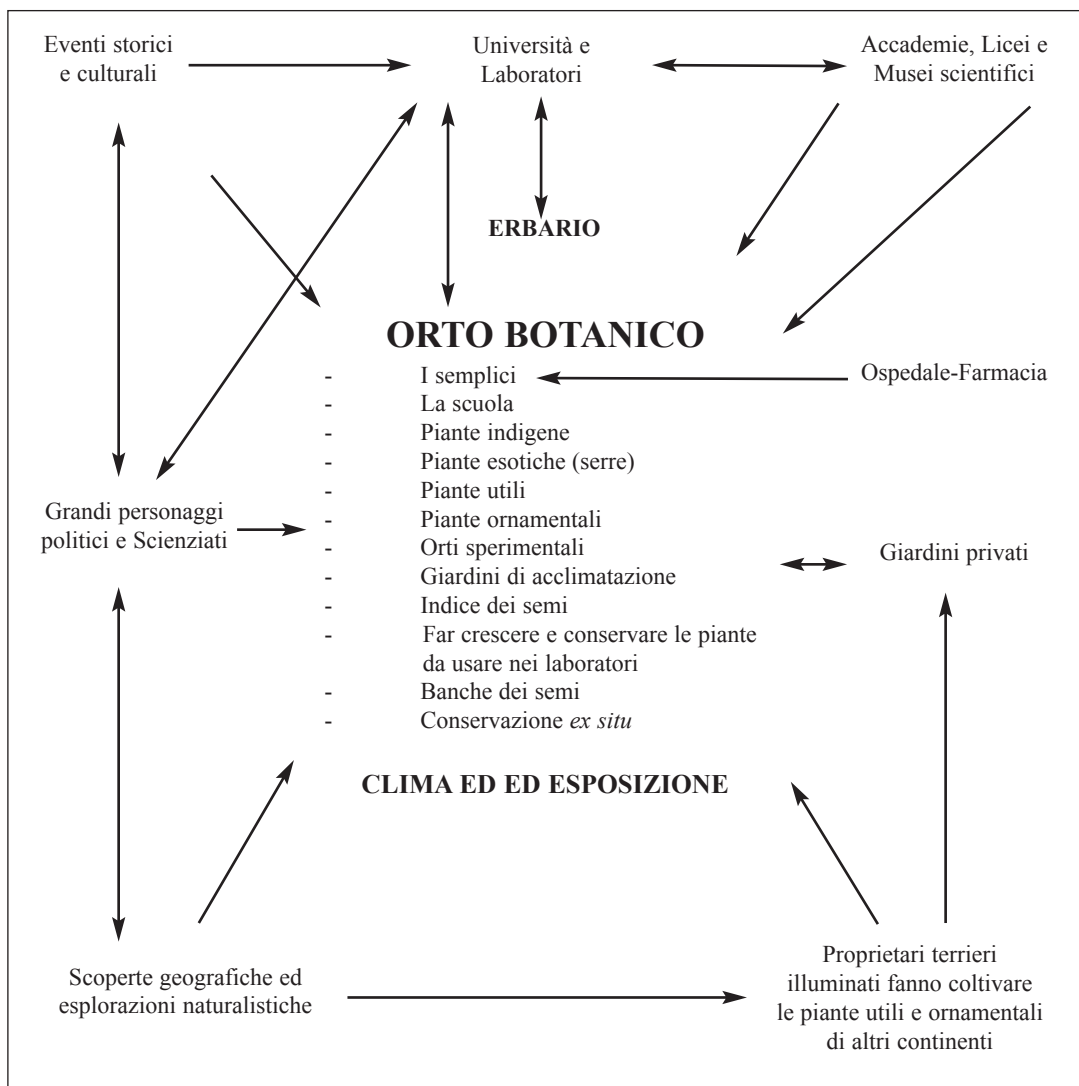 Eventi storici
e culturali
Università e
Laboratori
Accademie, Licei e
Musei scientifici
ERBARIO
ORTO BOTANICO
- I semplici
Ospedale-Farmacia
- La scuola
- Piante indigene
- Piante esotiche (serre)
- Piante utili
- Piante ornamentali
- Orti sperimentali
- Giardini di acclimatazione
- Indice dei semi
- Far crescere e conservare le piante
da usare nei laboratori
- Banche dei semi
- Conservazione ex situ
Grandi personaggi
politici e Scienziati
Giardini privati
CLIMA ED ED ESPOSIZIONE
Scoperte geografiche ed
esplorazioni naturalistiche
Proprietari terrieri
illuminati fanno coltivare
le piante utili e ornamentali
di altri continenti